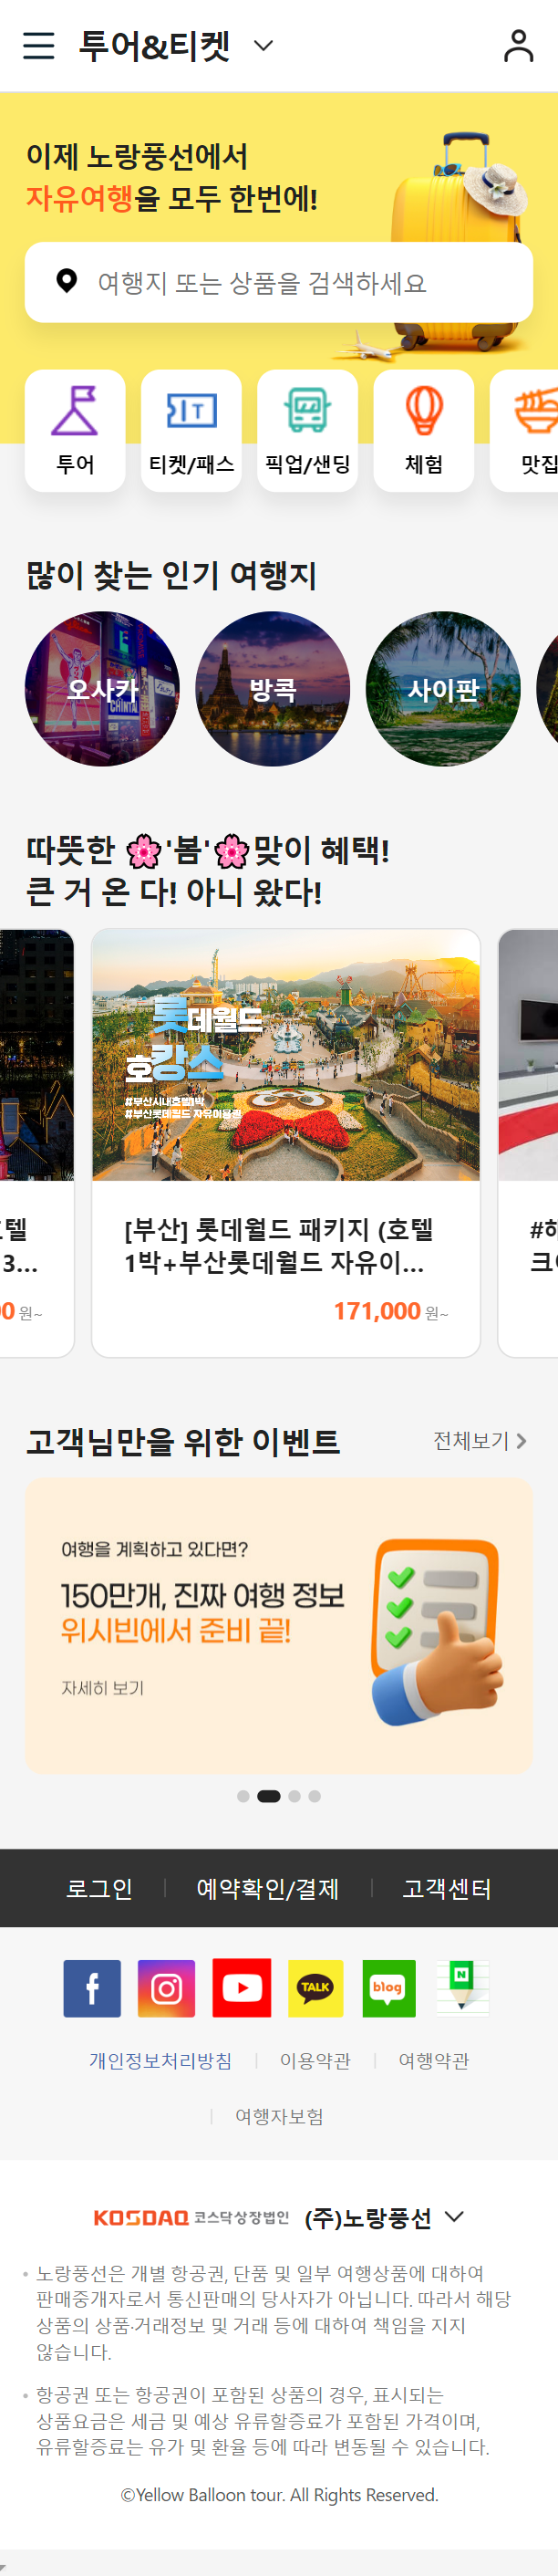 투어&티켓
이제 노랑풍선에서
자유여행을 모두 한번에!
여행지 또는 상품을 검색하세요
투어
티켓/패스
픽업/샌딩
체험
맛집
많이 찾는 인기 여행지
오사카
방콕
사이판
따뜻한 🌸'봄'🌸맞이 혜택!
큰 거 온 다! 아니 왔다!
롯데월드
호캉스
#부산시내호텔1박
#부산롯데월드 자유이용권
[부산] 롯데월드 패키지 (호텔
1박+부산롯데월드 자유이...
171,000 원~
3...
원~
고객님만을 위한 이벤트
전체보기
여행을 계획하고 있다면?
150만개, 진짜 여행 정보
위시빈에서 준비 끝!
자세히 보기
로그인
예약확인/결제
고객센터
f
TALK
blog
N
개인정보처리방침
이용약관
여행약관
여행자보험
KOSDAQ 코스닥상장법인 (주)노랑풍선
노랑풍선은 개별 항공권, 단품 및 일부 여행상품에 대하여
판매중개자로서 통신판매의 당사자가 아닙니다. 따라서 해당
상품의 상품·거래정보 및 거래 등에 대하여 책임을 지지
않습니다.
항공권 또는 항공권이 포함된 상품의 경우, 표시되는
상품요금은 세금 및 예상 유류할증료가 포함된 가격이며,
유류할증료는 유가 및 환율 등에 따라 변동될 수 있습니다.
©Yellow Balloon tour. All Rights Reserved.